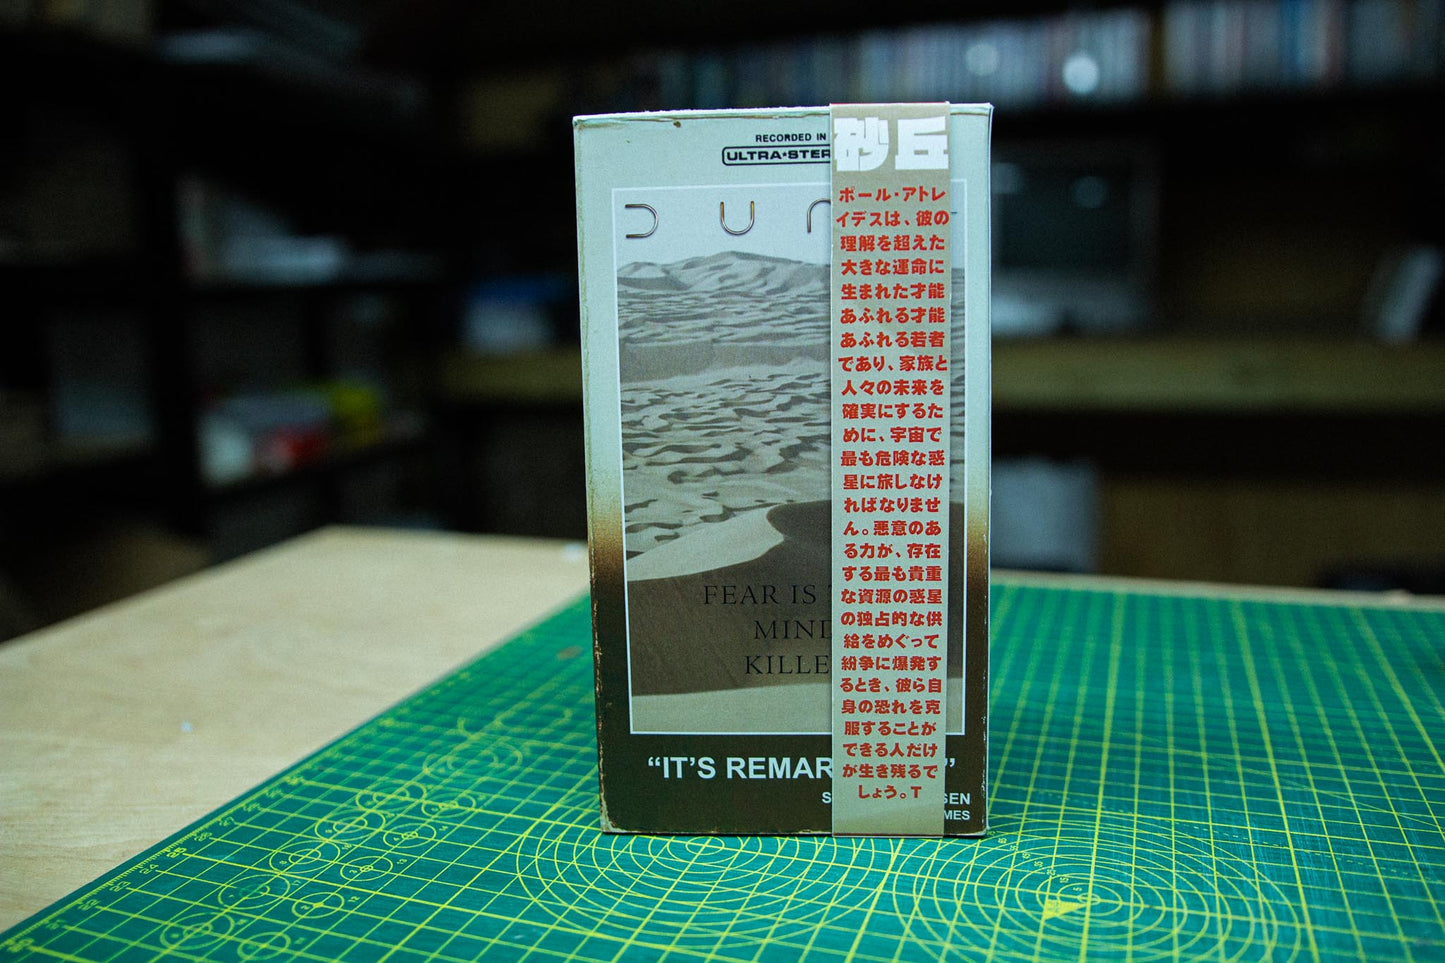 RECORDED IN
ULTRA★STER
DUN
FEAR IS
MIND
KILLE
“IT’S REMAR ”
S SEN
MES
砂丘
ポール・アトレ
イデスは、彼の
理解を超えた
大きな運命に
生まれた才能
あふれる才能
あふれる若者
であり、家族と
人々の未来を
確実にするた
めに、宇宙で
最も危険な惑
星に旅しなけ
ればなりませ
ん。悪意のあ
る力が、存在
する最も貴重
な資源の惑星
の独占的な供
給をめぐって
紛争に爆発す
るとき、彼ら自
身の恐れを克
服することが
できる人だけ
が生き残るで
しょう。T